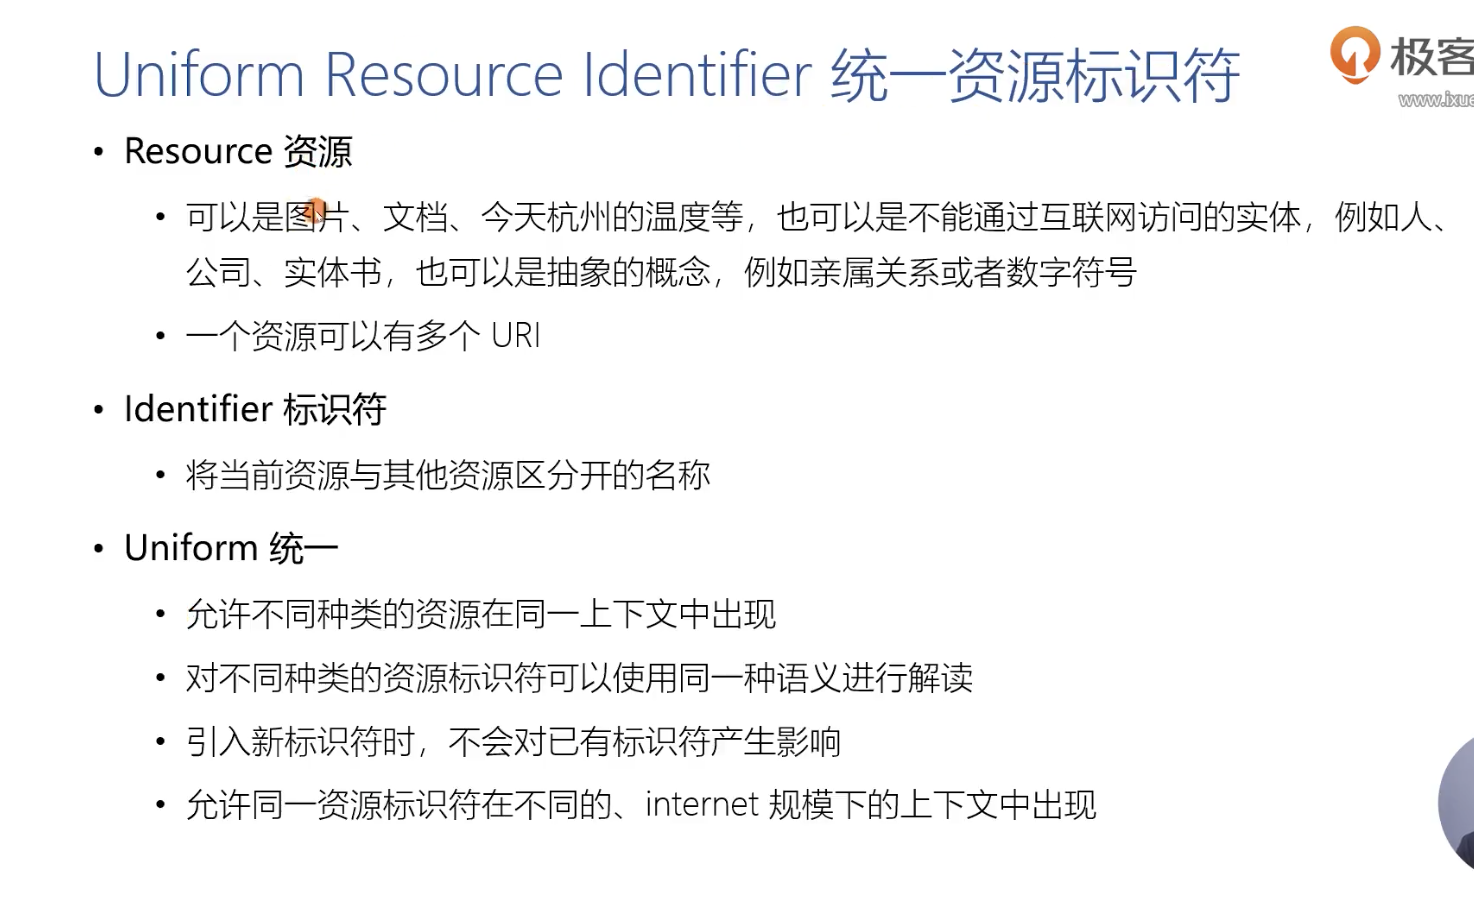 Uniform Resource Identifier 统一资源标识符
极客
www.ixue
• Resource 资源
• 可以是图片、文档、今天杭州的温度等，也可以是不能通过互联网访问的实体，例如人、
公司、实体书，也可以是抽象的概念，例如亲属关系或者数字符号
• 一个资源可以有多个 URI
• Identifier 标识符
• 将当前资源与其他资源区分开的名称
• Uniform 统一
• 允许不同种类的资源在同一上下文中出现
• 对不同种类的资源标识符可以使用同一种语义进行解读
• 引入新标识符时，不会对已有标识符产生影响
• 允许同一资源标识符在不同的、internet 规模下的上下文中出现